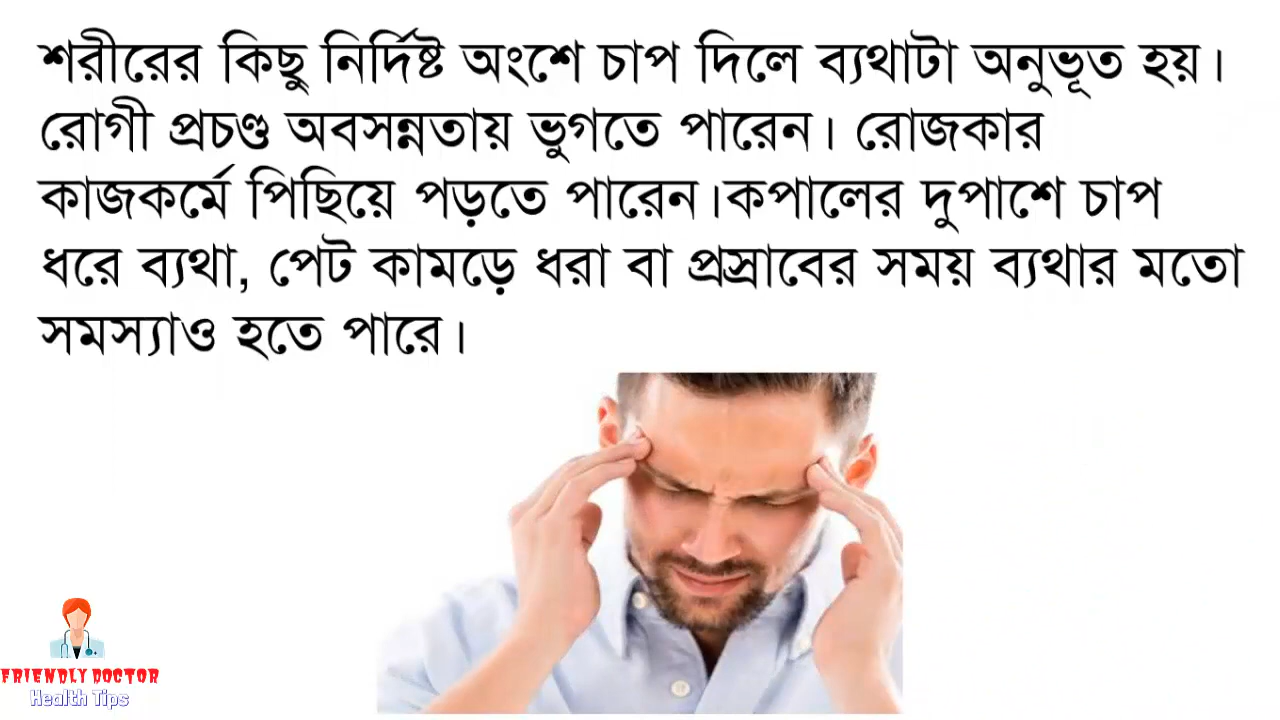 শরীরের কিছু নির্দিষ্ট অংশে চাপ দিলে ব্যথাটা অনুভূত হয়।
রোগী প্রচণ্ড অবসন্নতায় ভুগতে পারেন। রোজকার
কাজকর্মে পিছিয়ে পড়তে পারেন।কপালের দুপাশে চাপ
ধরে ব্যথা, পেট কামড়ে ধরা বা প্রস্রাবের সময় ব্যথার মতো
সমস্যাও হতে পারে।
FRIENDLY DOCTOR
Health Tips